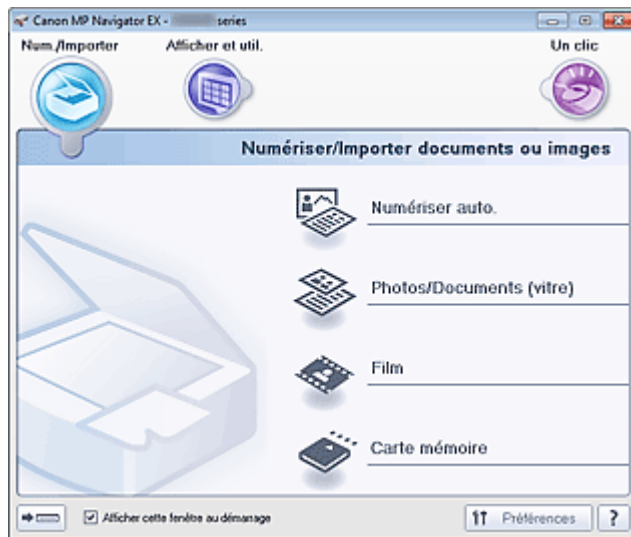 Canon MP Navigator EX - series
Num./Importer
Afficher et util.
Un clic
Numériser/Importer documents ou images
Numériser auto.
Photos/Documents (vitre)
Film
Carte mémoire
Afficher cette fenêtre au démarrage
Préférences
?